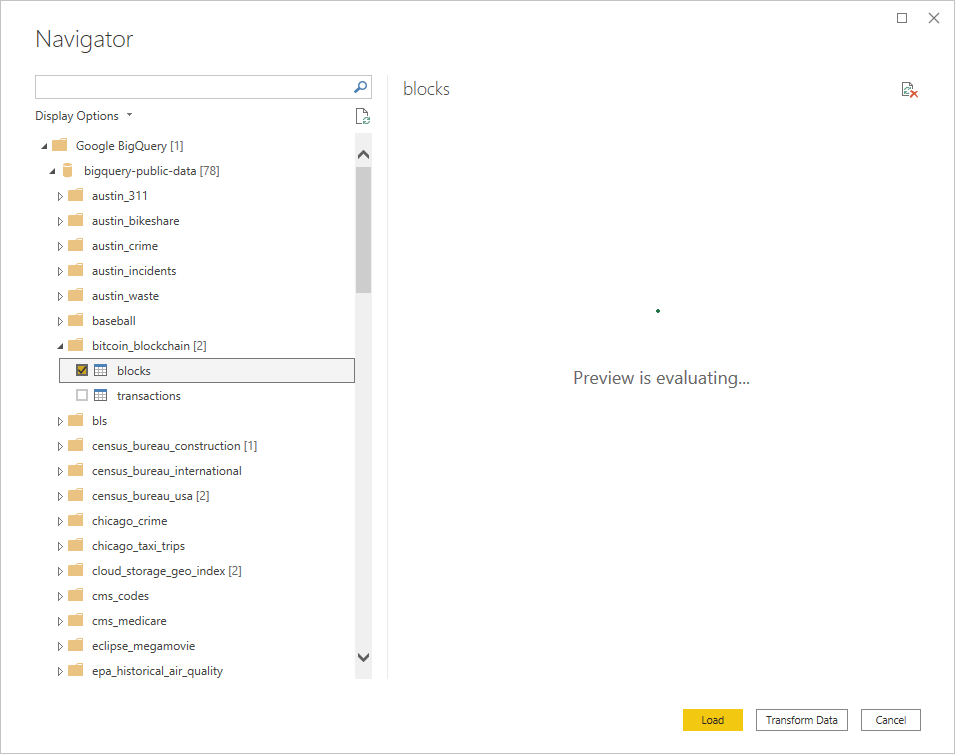 Navigator
Display Options
Google BigQuery [1]
bigquery-public-data [78]
austin_311
austin_bikeshare
austin_crime
austin_incidents
austin_waste
baseball
bitcoin_blockchain [2]
blocks
transactions
bls
census_bureau_construction [1]
census_bureau_international
census_bureau_usa [2]
chicago_crime
chicago_taxi_trips
cloud_storage_geo_index [2]
cms_codes
cms_medicare
eclipse_megamovie
epa_historical_air_quality
blocks
Preview is evaluating...
Load
Transform Data
Cancel